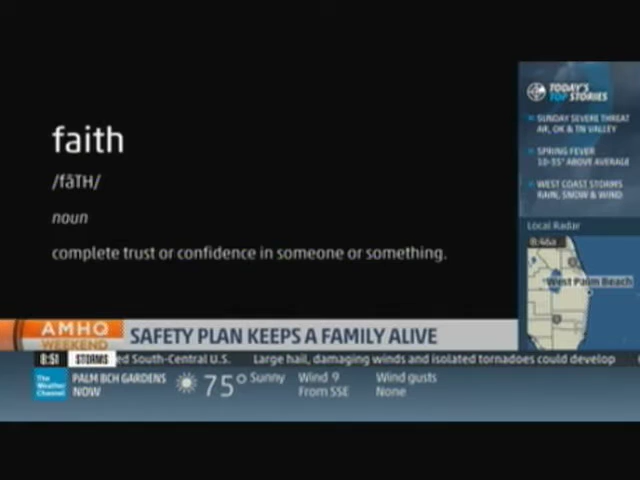 faith
/fāTH/
noun
complete trust or confidence in someone or something.
TODAY'S
TOP STORIES
SUNDAY SEVERE THREAT
AR, OK & TN VALLEY
SPRING FEVER
10-35° ABOVE AVERAGE
WEST COAST STORMS
RAIN, SNOW & WIND
Local Radar
8:46a
West Palm Beach
AMHQ
WEEKEND
SAFETY PLAN KEEPS A FAMILY ALIVE
8:51 STORMS ed South-Central U.S. Large hail, damaging winds and isolated tornadoes could develop
The
Weather
Channel
PALM BCH GARDENS
NOW
75° Sunny
Wind 9
From SSE
Wind gusts
None